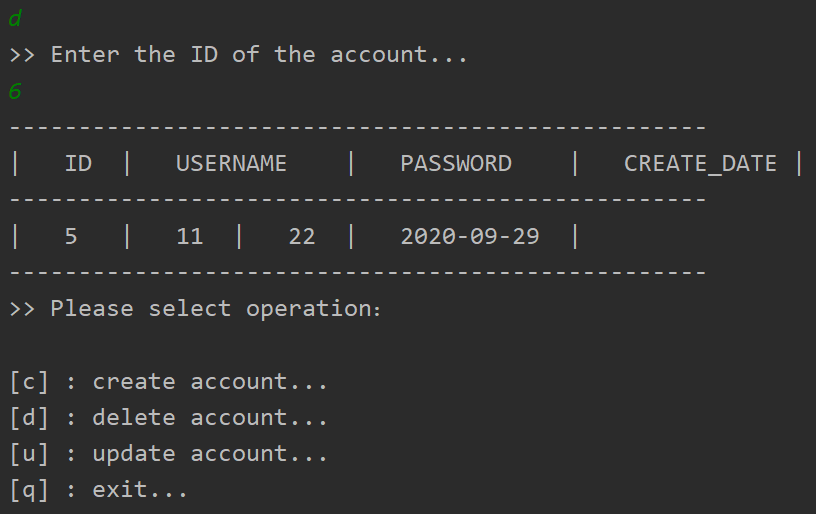 d
>> Enter the ID of the account...
6
--------------------------------------------------
|   ID  |   USERNAME    |   PASSWORD    |   CREATE_DATE |
--------------------------------------------------
|   5   |   11  |   22  |   2020-09-29  |
--------------------------------------------------
>> Please select operation：
[c] : create account...
[d] : delete account...
[u] : update account...
[q] : exit...